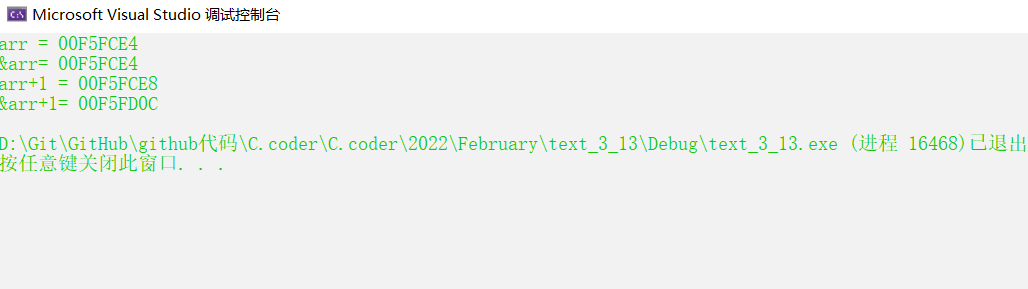 Microsoft Visual Studio 调试控制台
arr = 00F5FCE4
&arr= 00F5FCE4
arr+1 = 00F5FCE8
&arr+1= 00F5FD0C
D:\Git\GitHub\github代码\C.coder\C.coder\2022\February\text_3_13\Debug\text_3_13.exe (进程 16468)已退出
按任意键关闭此窗口. . .